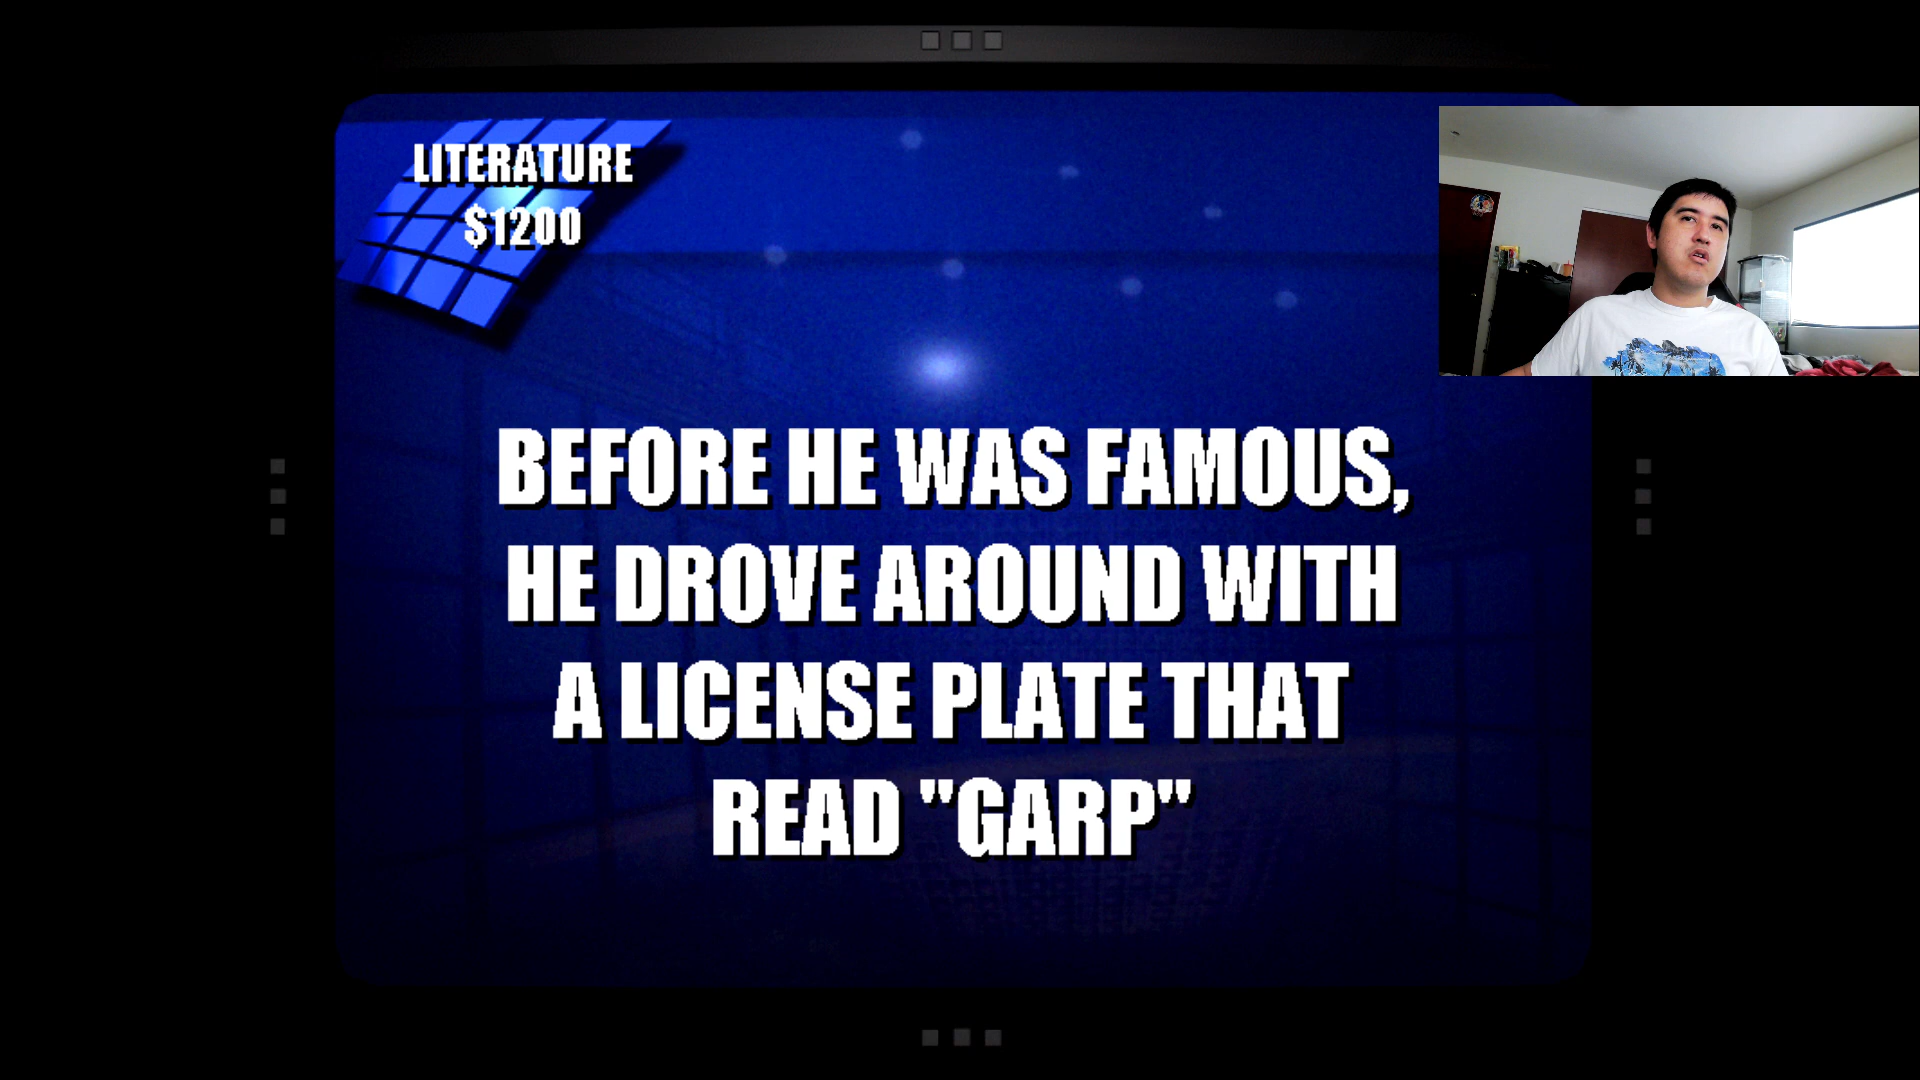 LITERATURE
$1200
BEFORE HE WAS FAMOUS,
HE DROVE AROUND WITH
A LICENSE PLATE THAT
READ "GARP"